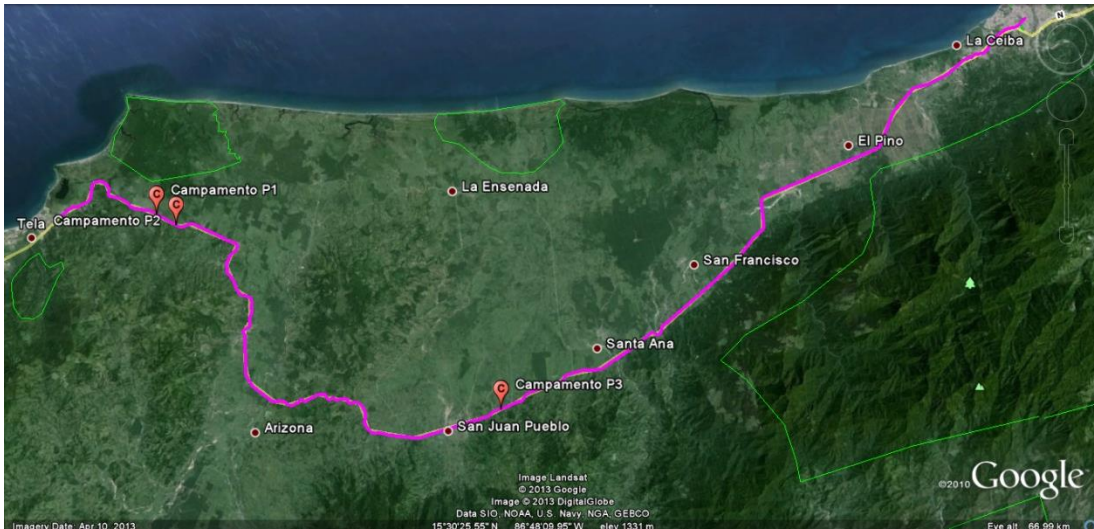 N
La Ceiba
El Pino
Campamento P1
C
C
La Ensenada
Tela
Campamento P2
San Francisco
Santa Ana
Campamento P3
C
Arizona
San Juan Pueblo
Image Landsat
© 2013 Google
Image © 2013 DigitalGlobe
Data SIO, NOAA, U.S. Navy, NGA, GEBCO
©2010 Google
Imagery Date: Apr 10, 2013
15°30'25.55" N 86°48'09.95" W elev 1331 m
Eye alt 66.99 km